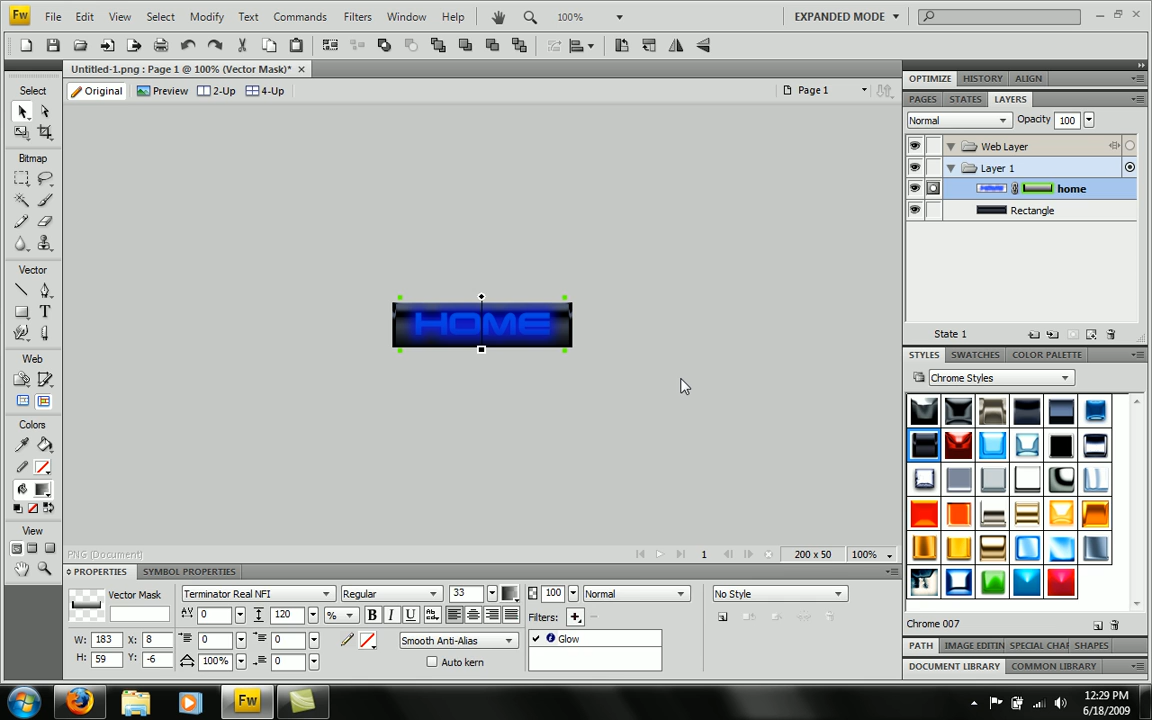 Fw File Edit View Select Modify Text Commands Filters Window Help 100% EXPANDED MODE
Untitled-1.png : Page 1 @ 100% (Vector Mask)*
Original Preview 2-Up 4-Up Page 1
Select
Bitmap
Vector
T
Web
Colors
View
HOME
OPTIMIZE HISTORY ALIGN
PAGES STATES LAYERS
Normal Opacity 100
Web Layer
Layer 1
home
Rectangle
State 1
STYLES SWATCHES COLOR PALETTE
Chrome Styles
Chrome 007
PATH IMAGE EDITIN SPECIAL CHAR SHAPES
DOCUMENT LIBRARY COMMON LIBRARY
PNG (Document) 1 200 x 50 100%
PROPERTIES SYMBOL PROPERTIES
Vector Mask Terminator Real NFI Regular 33 100 Normal No Style
0 120 % B I U Filters:
W: 183 X: 8 0 0 Smooth Anti-Alias Glow
H: 59 Y: -6 100% 0 Auto kern
Fw 12:29 PM
6/18/2009